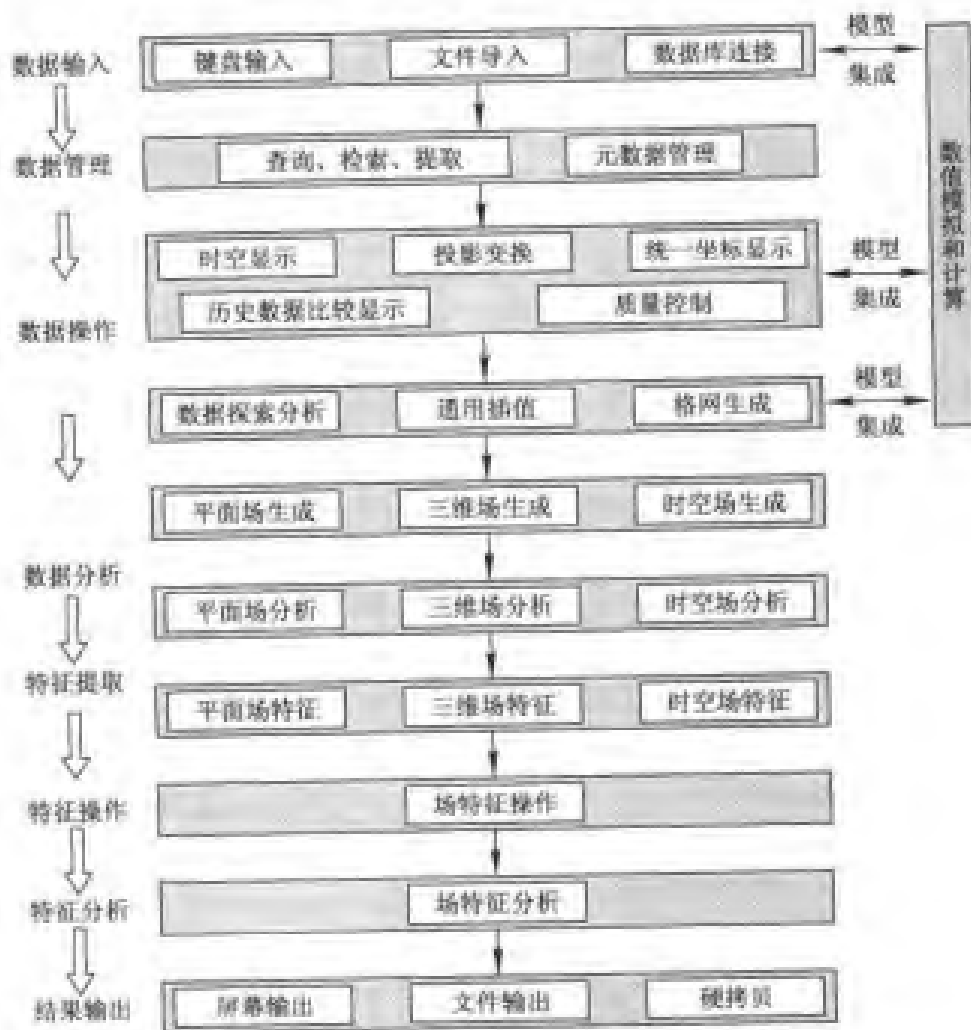 数据输入
键盘输入
文件导入
数据库连接
模型
集成
数值模拟和计算
数据管理
查询、检索、提取
元数据管理
时空显示
投影变换
统一坐标显示
模型
集成
数据操作
历史数据比较显示
质量控制
数据探索分析
通用插值
格网生成
模型
集成
平面场生成
三维场生成
时空场生成
数据分析
平面场分析
三维场分析
时空场分析
特征提取
平面场特征
三维场特征
时空场特征
特征操作
场特征操作
特征分析
场特征分析
结果输出
屏幕输出
文件输出
硬拷贝